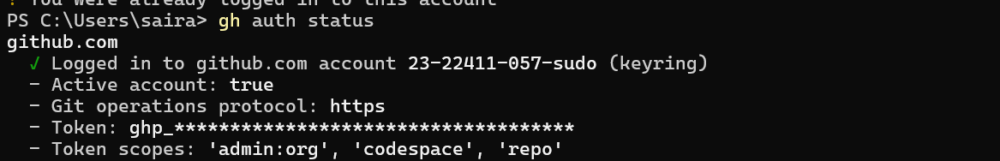 ! You were already logged in to this account
PS C:\Users\saira> gh auth status
github.com
✓ Logged in to github.com account 23-22411-057-sudo (keyring)
- Active account: true
- Git operations protocol: https
- Token: ghp_************************************
- Token scopes: 'admin:org', 'codespace', 'repo'